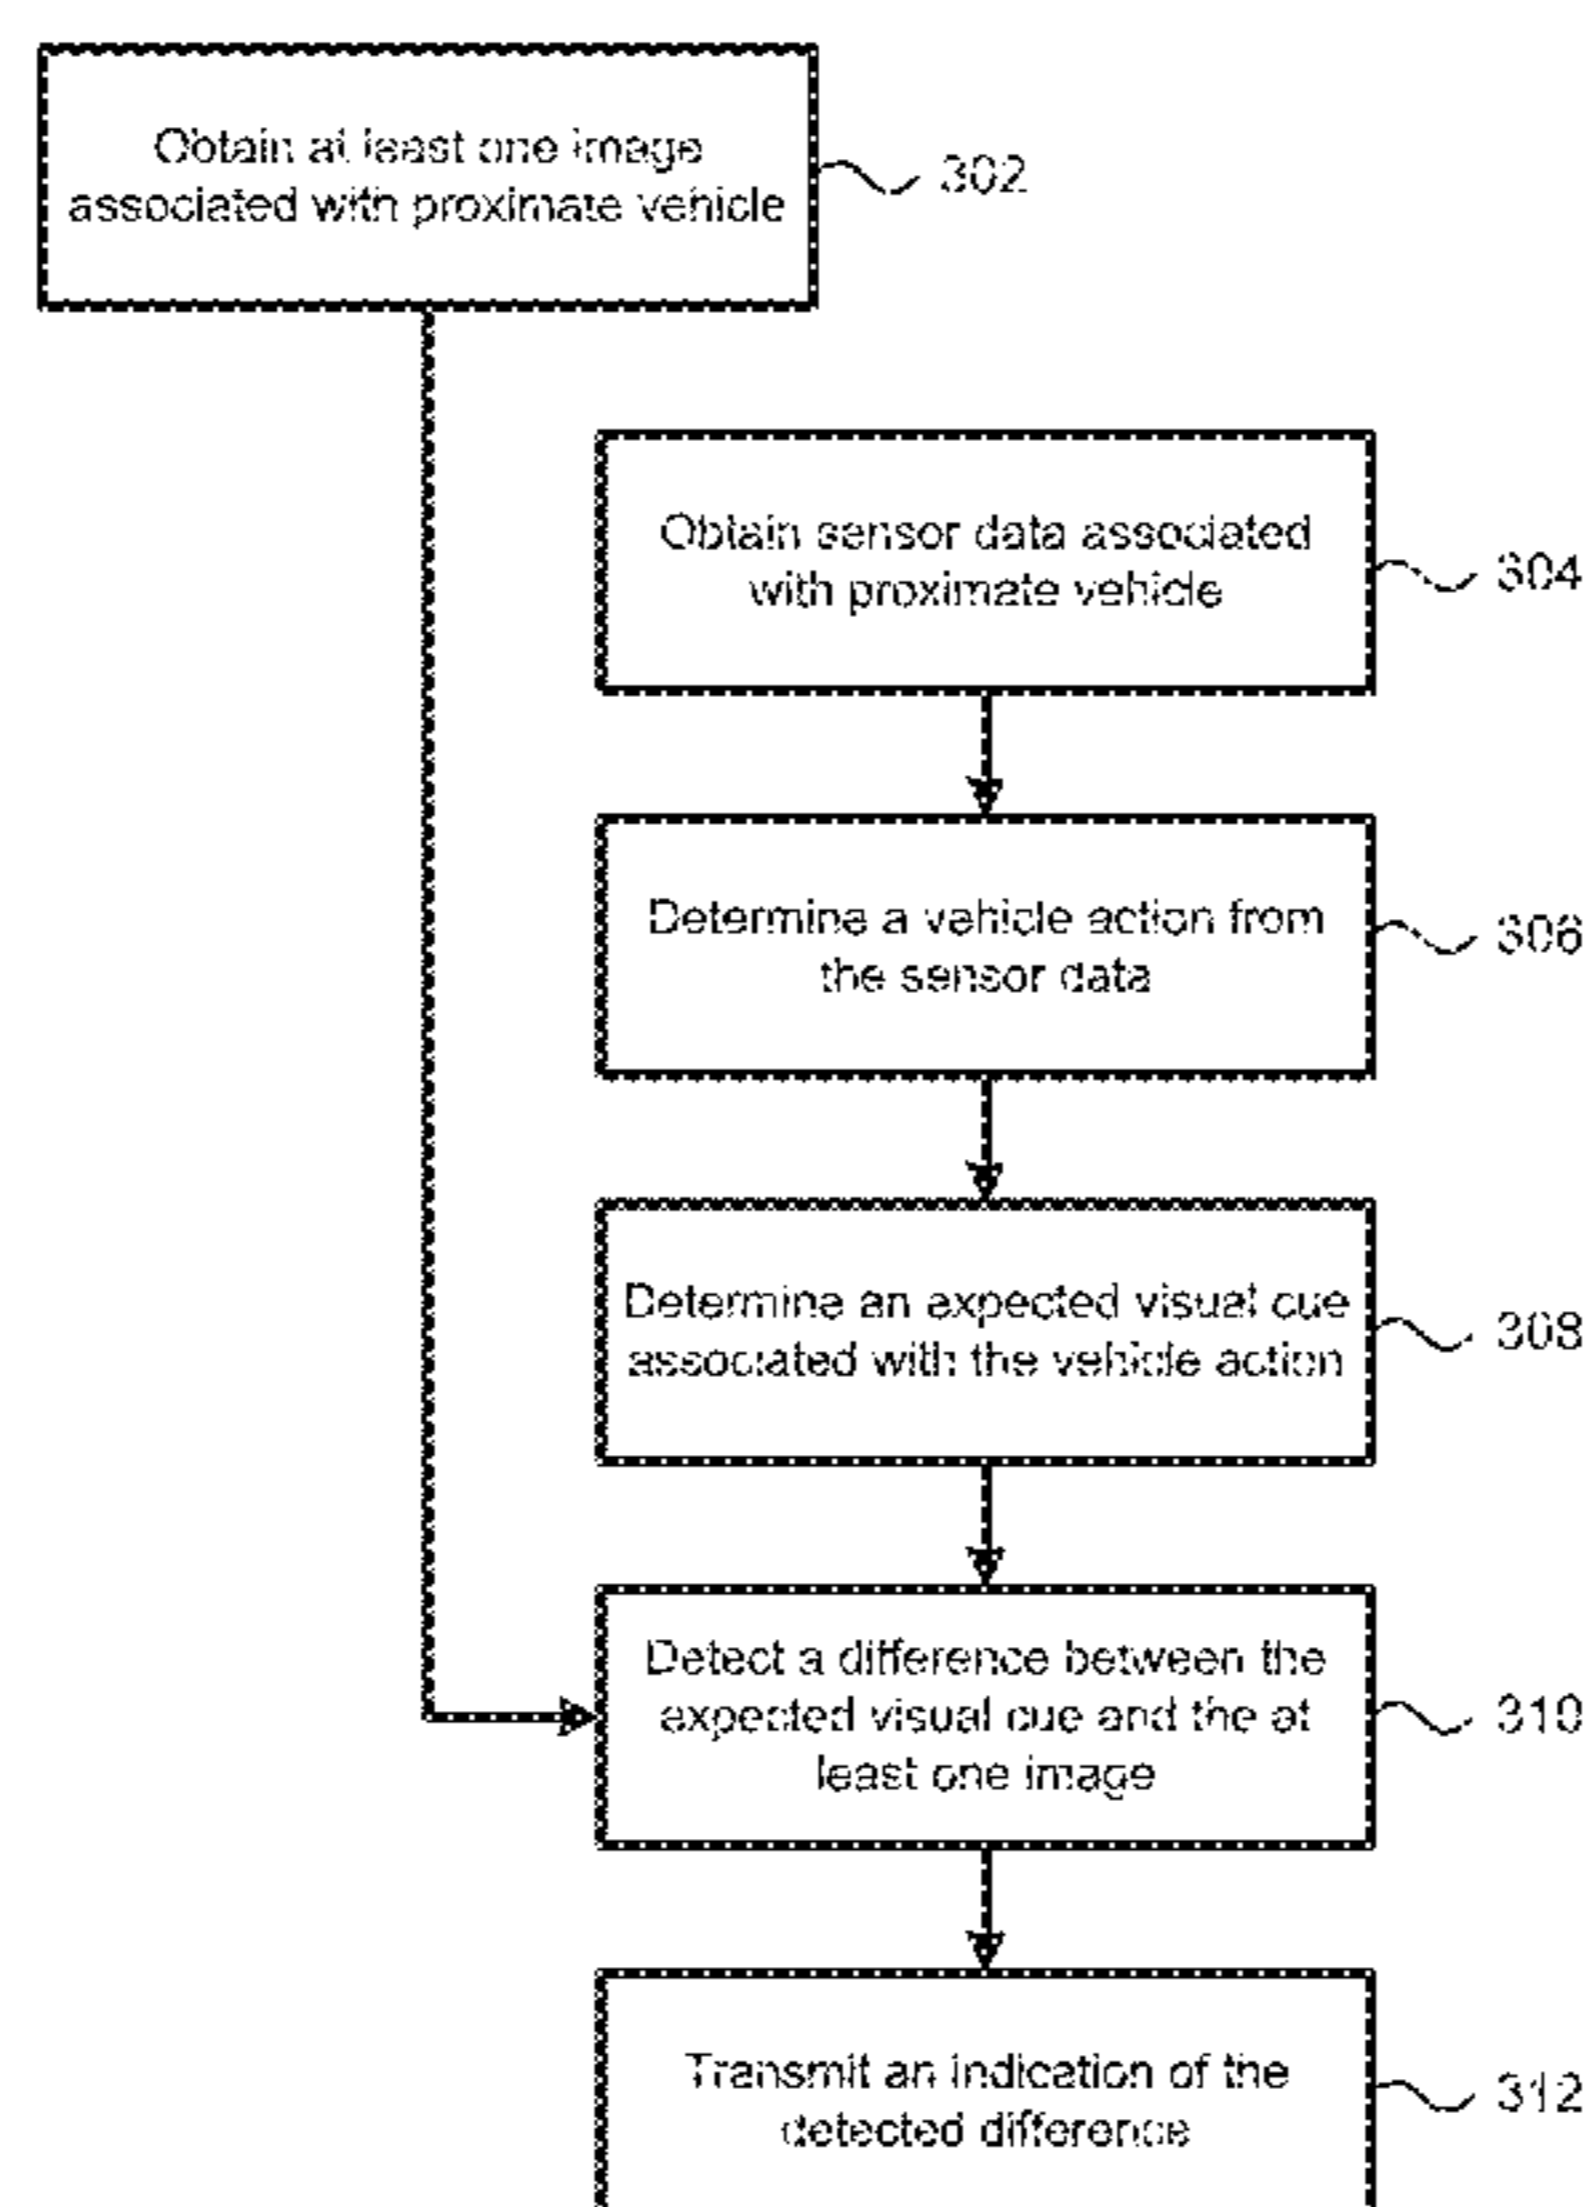 Obtain at least one image
associated with proximate vehicle
302
Obtain sensor data associated
with proximate vehicle
304
Determine a vehicle action from
the sensor data
306
Determine an expected visual cue
associated with the vehicle action
308
Detect a difference between the
expected visual cue and the at
least one image
310
Transmit an indication of the
detected difference
312